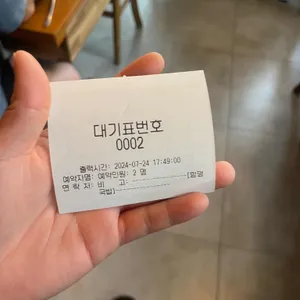 대기표번호
0002
출력시간: 2024-07-24 17:49:00
예약자명: 예약인원: 2 명
연 락 처: 비 고: